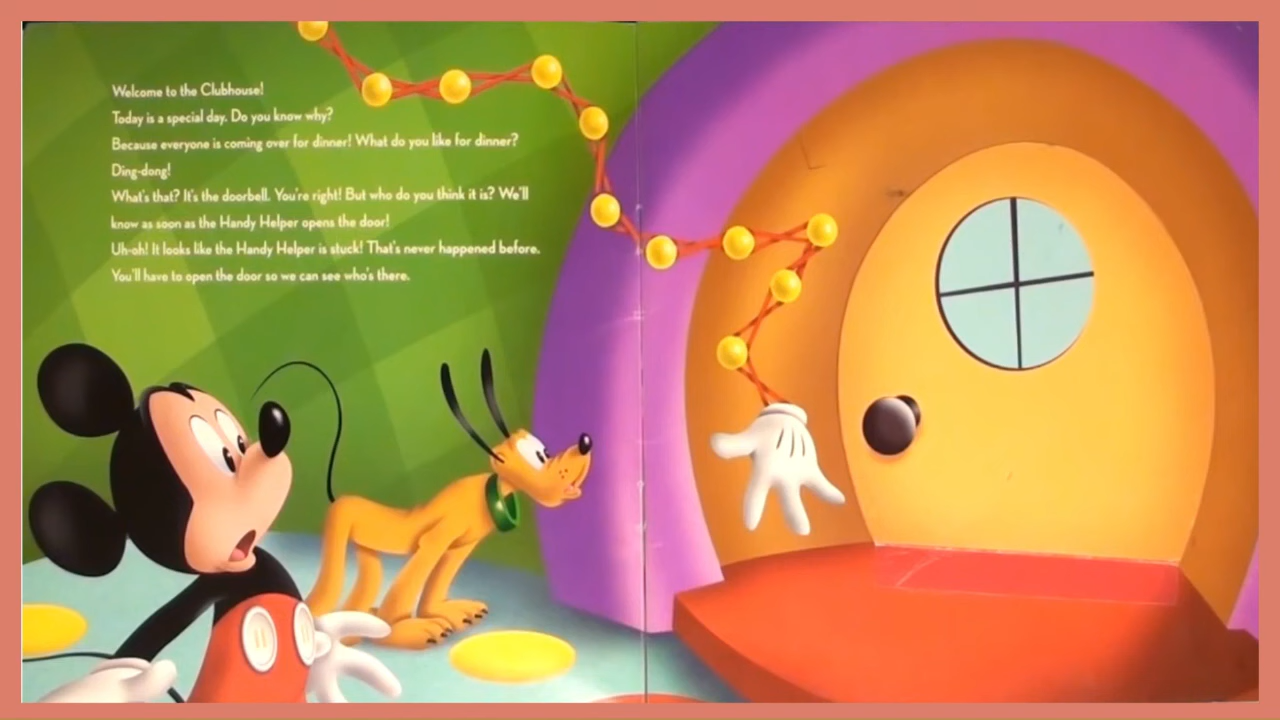 Welcome to the Clubhouse!
Today is a special day. Do you know why?
Because everyone is coming over for dinner! What do you like for dinner?
Ding-dong!
What's that? It's the doorbell. You're right! But who do you think it is? We'll
know as soon as the Handy Helper opens the door!
Uh-oh! It looks like the Handy Helper is stuck! That's never happened before.
You'll have to open the door so we can see who's there.